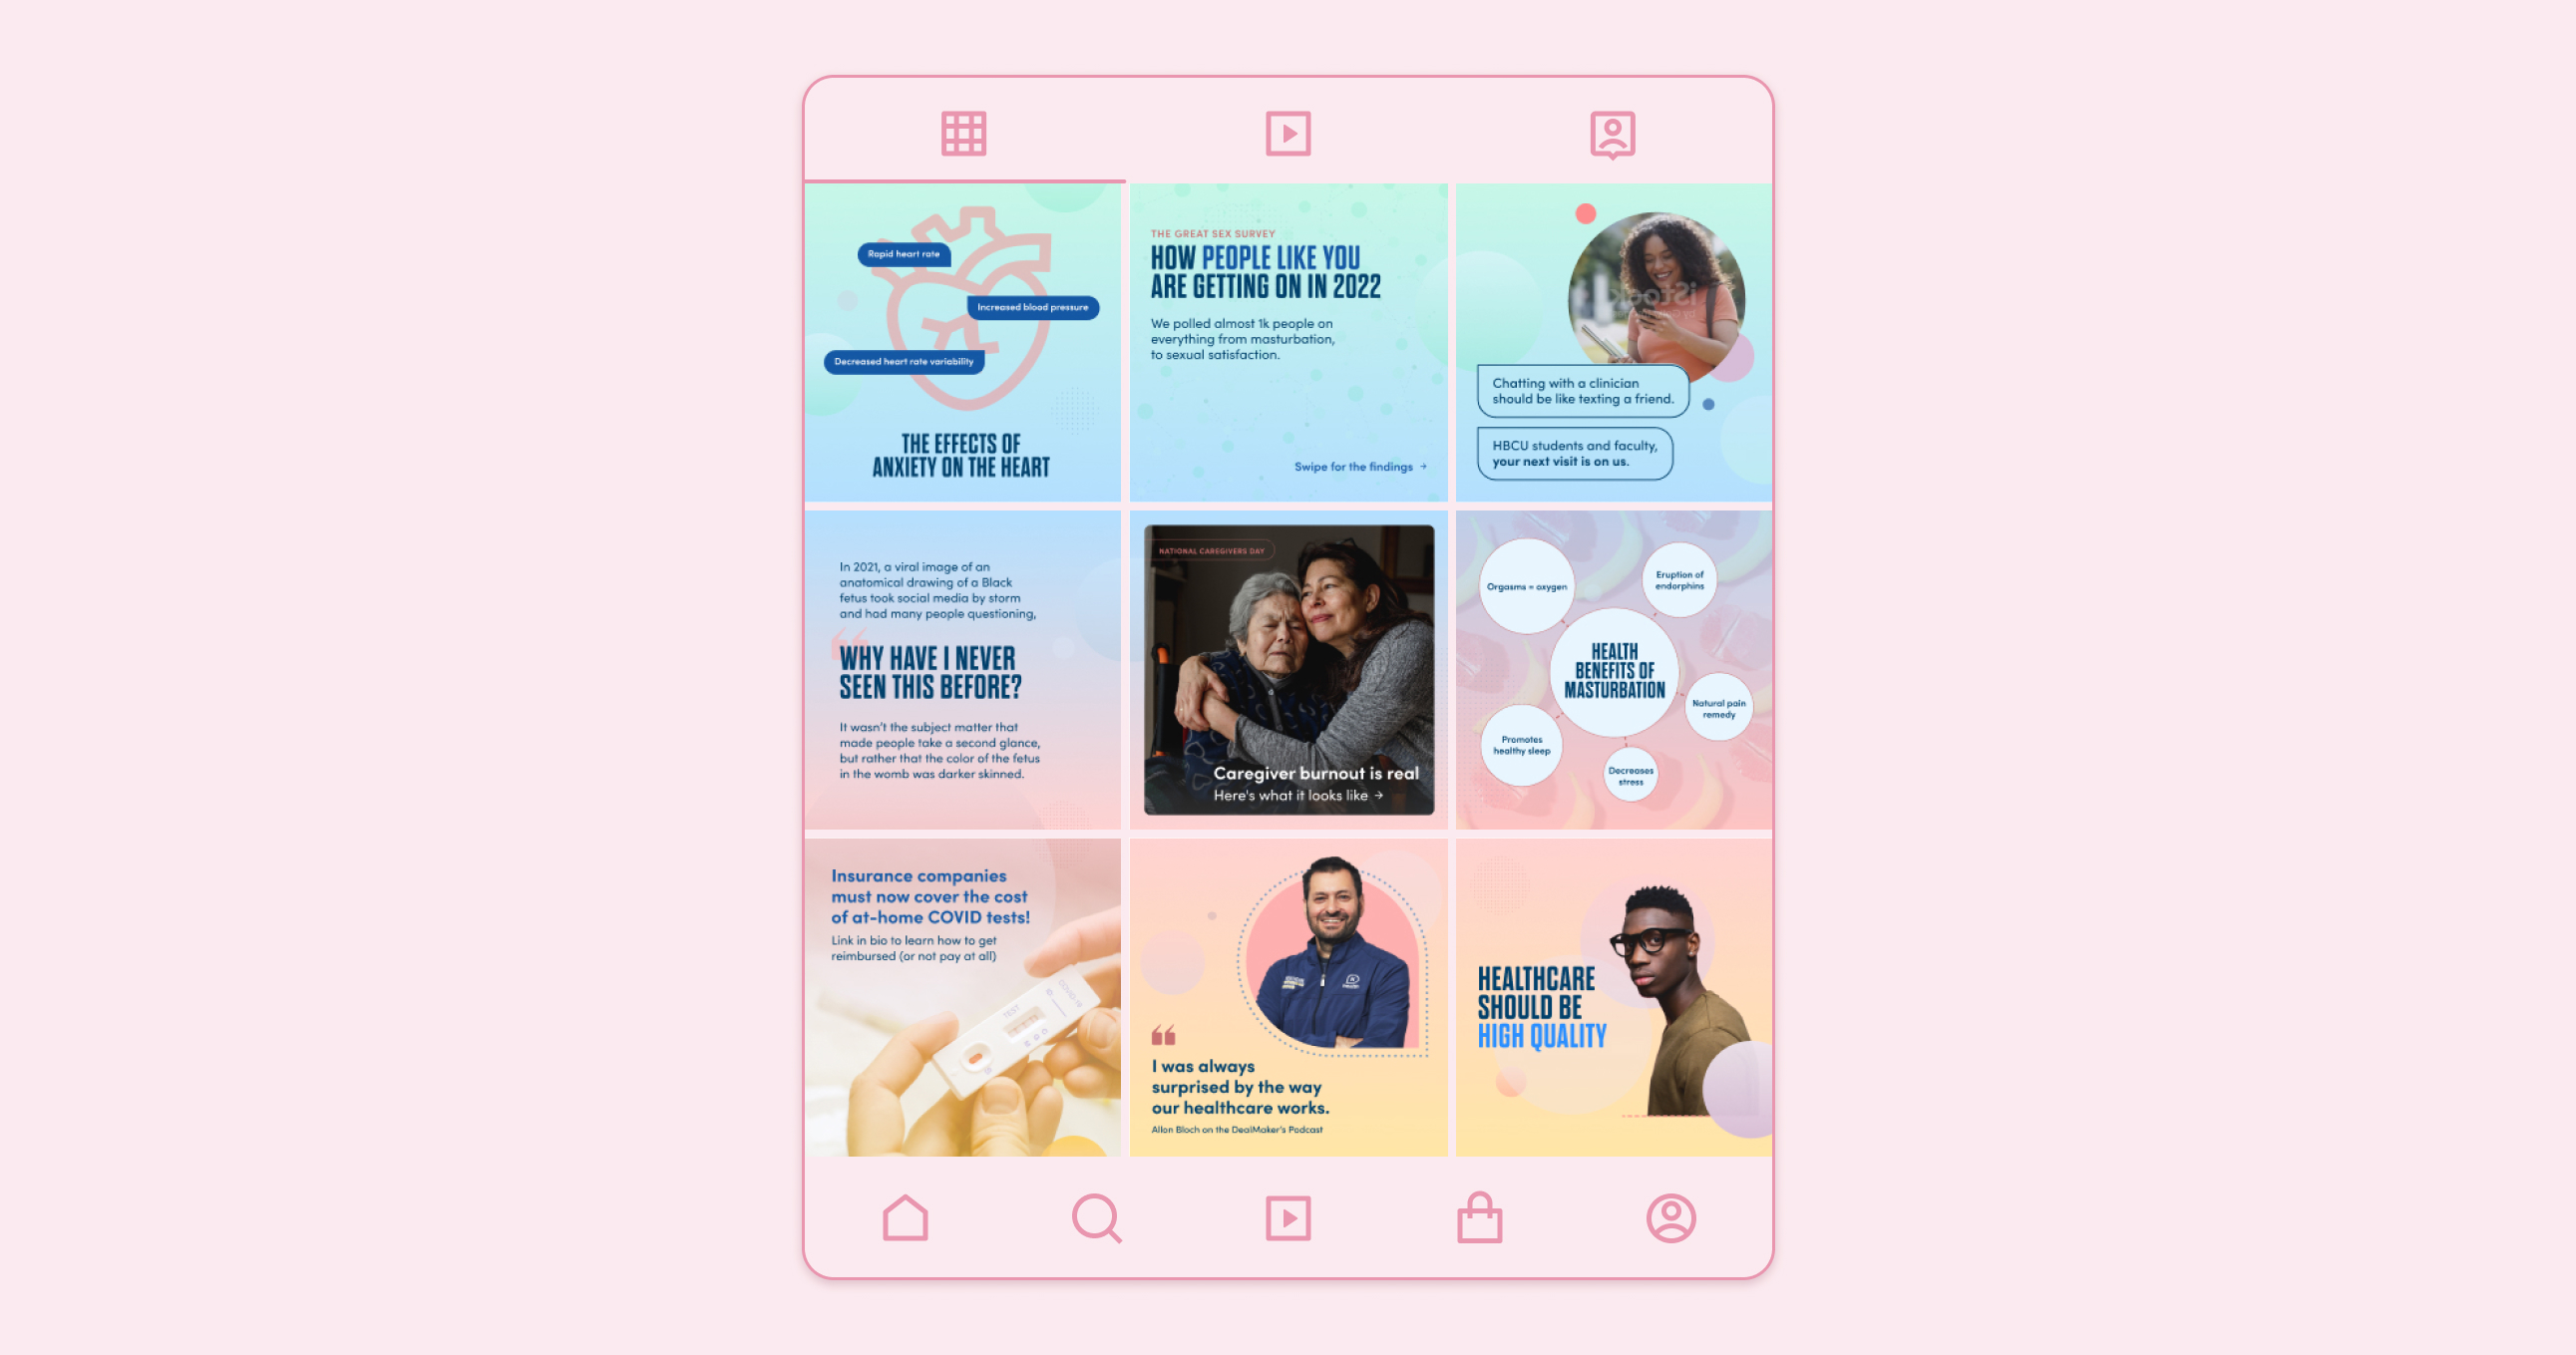 Rapid heart rate
Increased blood pressure
Decreased heart rate variability
THE EFFECTS OF
ANXIETY ON THE HEART
THE GREAT SEX SURVEY
HOW PEOPLE LIKE YOU
ARE GETTING ON IN 2022
We polled almost 1k people on
everything from masturbation,
to sexual satisfaction.
Swipe for the findings →
iStock
Chatting with a clinician
should be like texting a friend.
HBCU students and faculty,
your next visit is on us.
In 2021, a viral image of an
anatomical drawing of a Black
fetus took social media by storm
and had many people questioning,
“
WHY HAVE I NEVER
SEEN THIS BEFORE?
It wasn't the subject matter that
made people take a second glance,
but rather that the color of the fetus
in the womb was darker skinned.
NATIONAL CAREGIVERS DAY
Caregiver burnout is real
Here's what it looks like →
Orgasms = oxygen
Eruption of
endorphins
HEALTH
BENEFITS OF
MASTURBATION
Natural pain
remedy
Promotes
healthy sleep
Decreases
stress
Insurance companies
must now cover the cost
of at-home COVID tests!
Link in bio to learn how to get
reimbursed (or not pay at all)
COVID-19
TEST
“
I was always
surprised by the way
our healthcare works.
Allon Bloch on the DealMaker's Podcast
HEALTHCARE
SHOULD BE
HIGH QUALITY